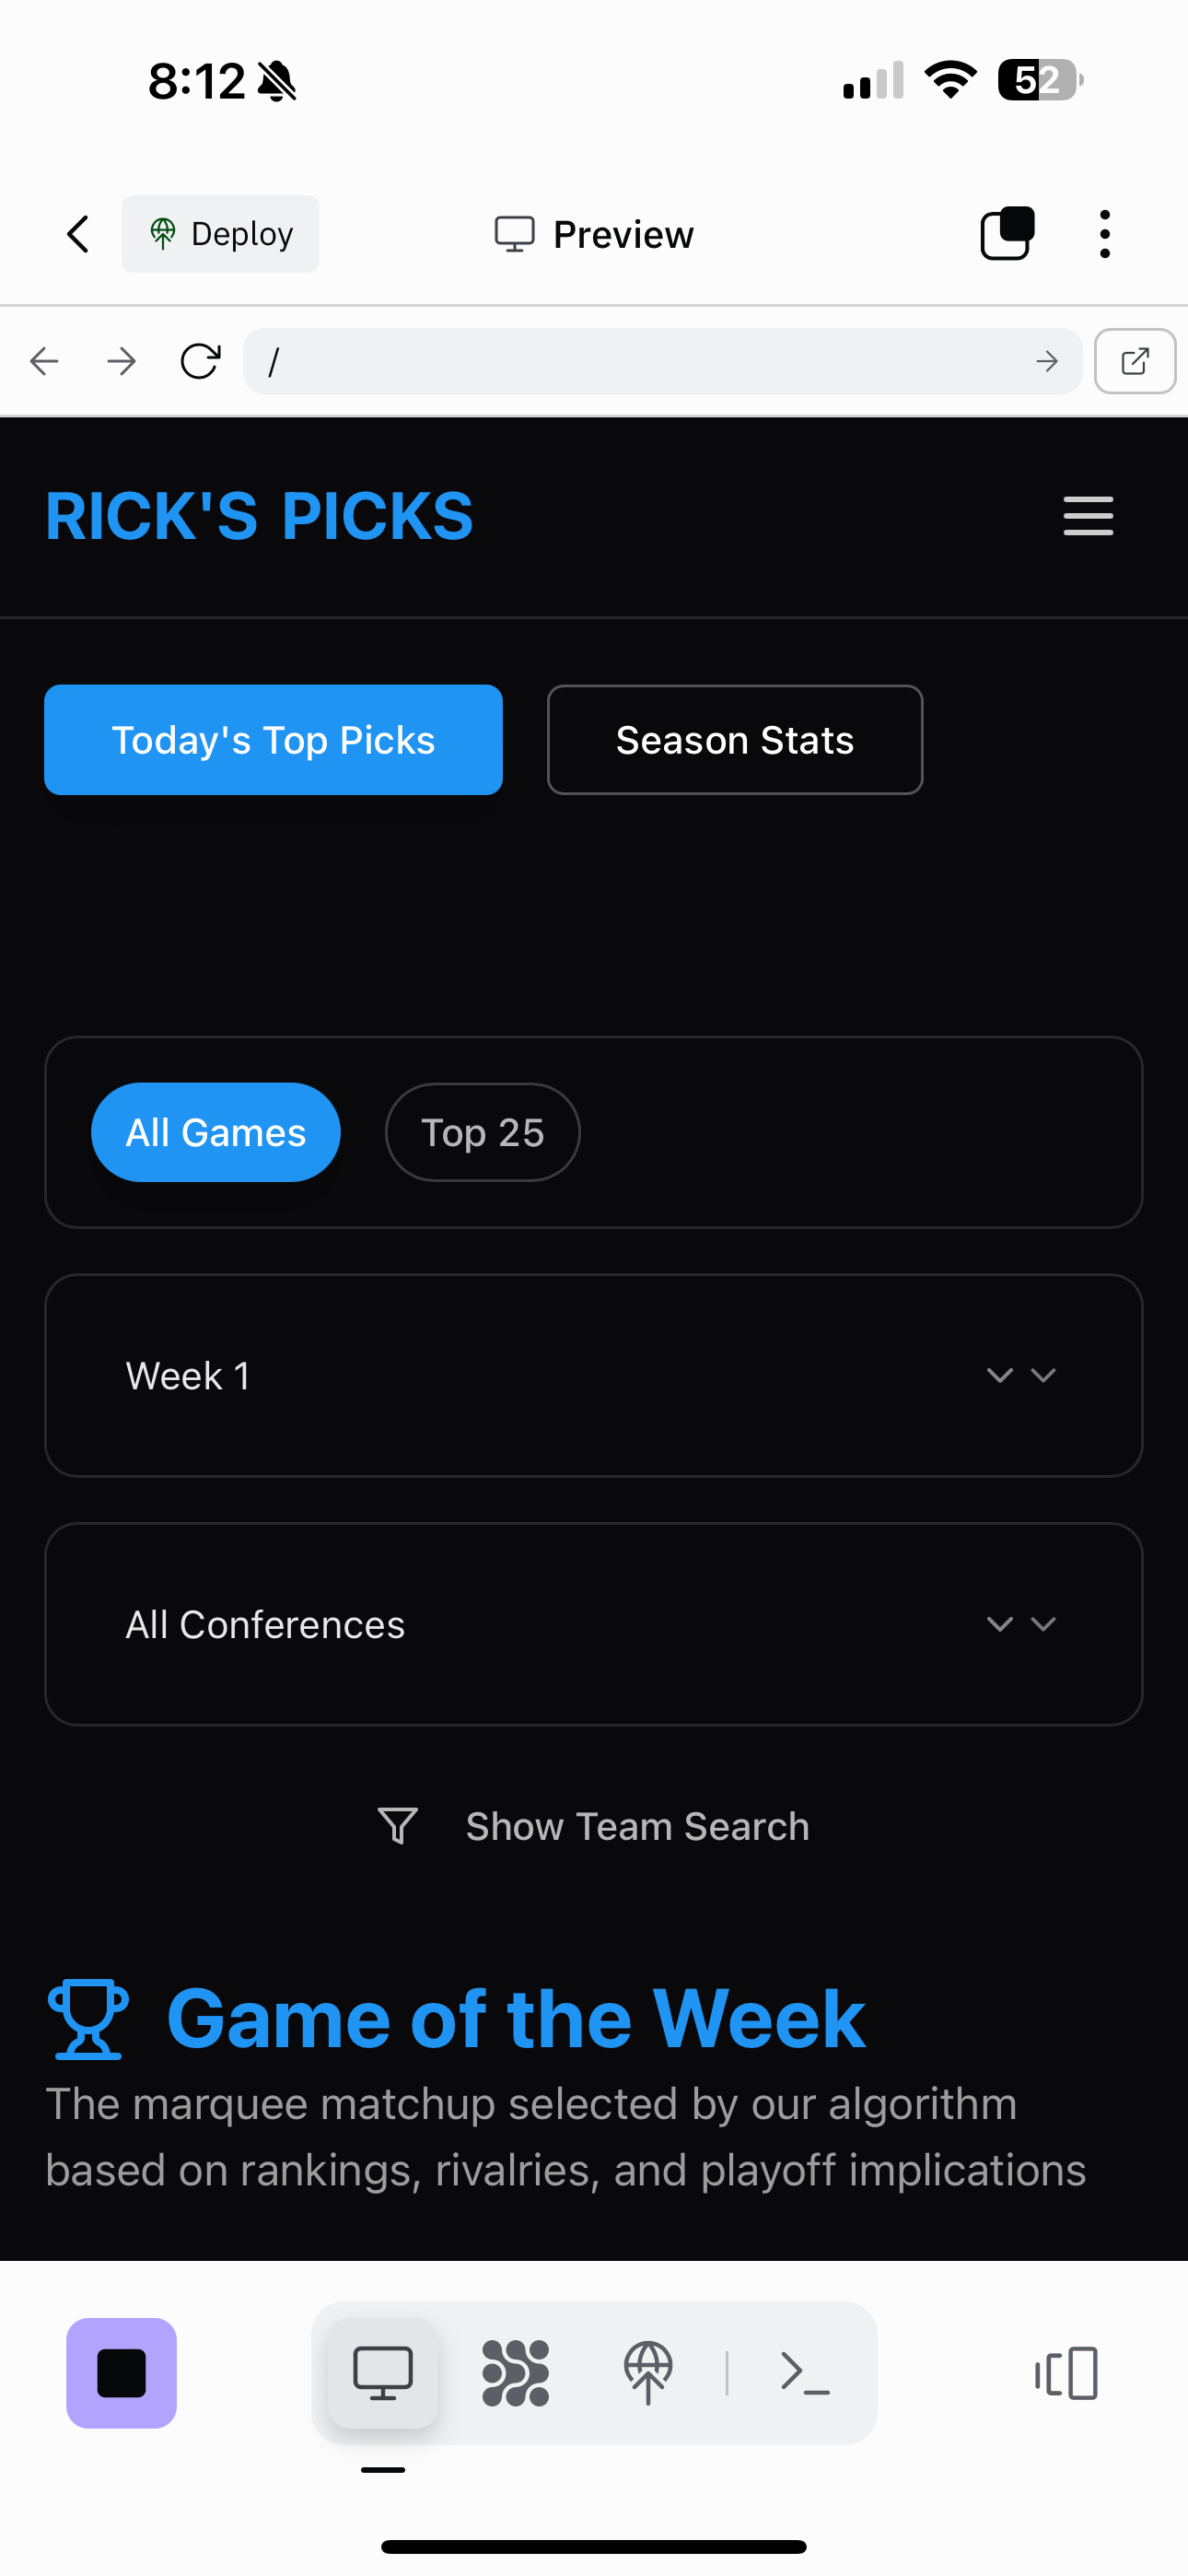 8:12
52
Deploy
Preview
/
RICK'S PICKS
Today's Top Picks
Season Stats
All Games
Top 25
Week 1
All Conferences
Show Team Search
Game of the Week
The marquee matchup selected by our algorithm
based on rankings, rivalries, and playoff implications